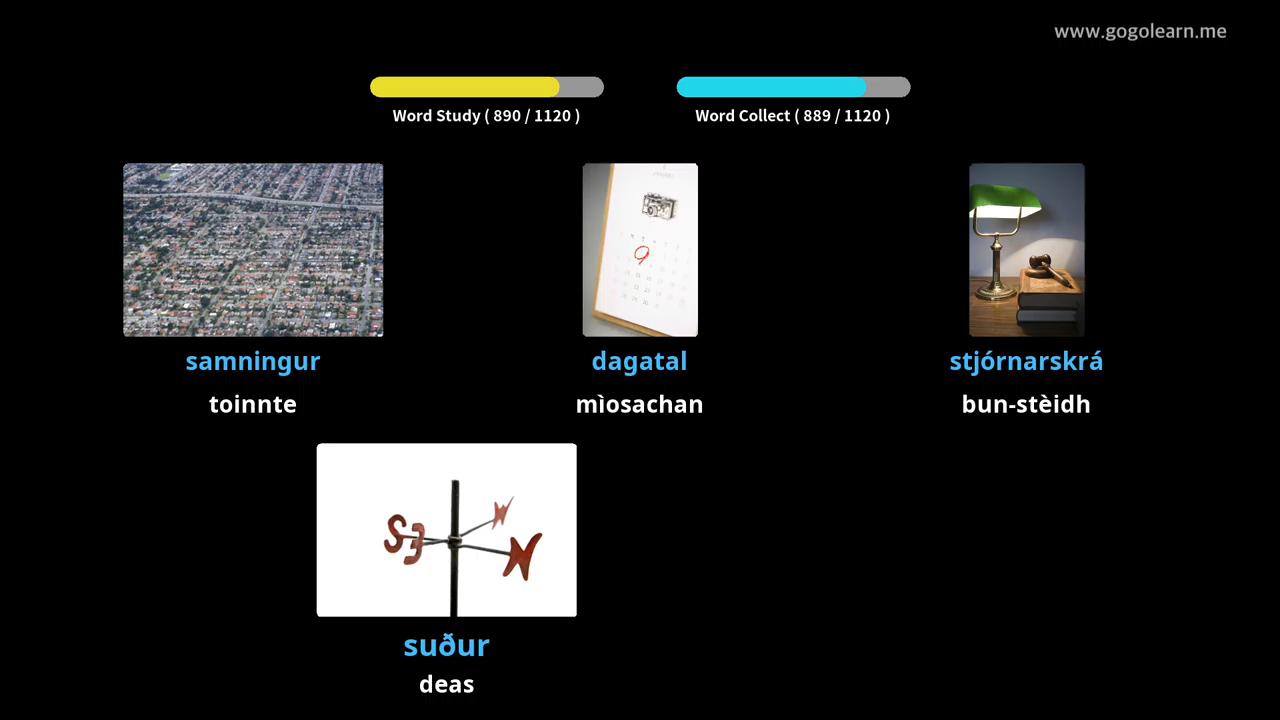 www.gogolearn.me
Word Study ( 890 / 1120 )
Word Collect ( 889 / 1120 )
samningur
toinnte
dagatal
mìosachan
stjórnarskrá
bun-stèidh
suður
deas